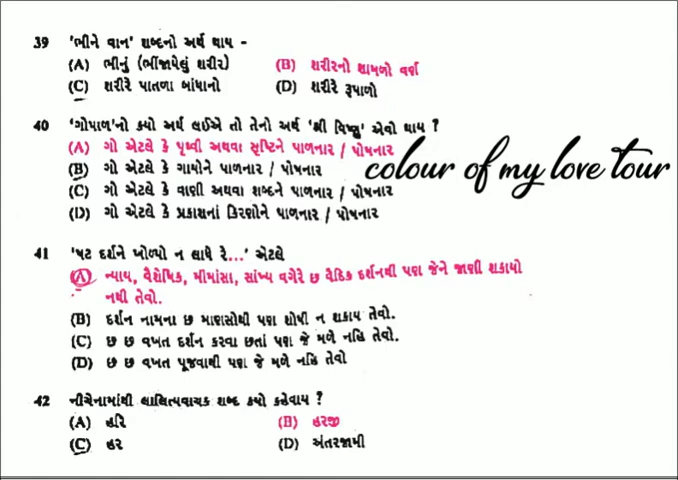 39 'ભીને વાન' શબ્દનો અર્થ થાય -
(A) ભીનું (ભીંજાયેલું શરીર) (B) શરીરનો શામળો વર્ણ
(C) શરીરે પાતળા બાંધાનો (D) શરીરે રૂપાળો
40 'ગોપાળ'નો ક્યો અર્થ લઈએ તો તેનો અર્થ 'શ્રી વિષ્ણુ' એવો થાય ?
(A) ગો એટલે કે પૃથ્વી અથવા સૃષ્ટિને પાળનાર / પોષનાર
(B) ગો એટલે કે ગાયોને પાળનાર / પોષનાર
colour of my love tour
(C) ગો એટલે કે વાણી અથવા શબ્દને પાળનાર / પોષનાર
(D) ગો એટલે કે પ્રકાશનાં કિરણોને પાળનાર / પોષનાર
41 'ષટ દર્શને ખોળ્યો ન લાધે રે...' એટલે
(A) ન્યાય, વૈશેષિક, મીમાંસા, સાંખ્ય વગેરે છ વૈદિક દર્શનથી પણ જેને જાણી શકાયો
નથી તેવો.
(B) દર્શન નામના છ માણસોથી પણ શોધી ન શકાય તેવો.
(C) છ છ વખત દર્શન કરવા છતાં પણ જે મળે નહિ તેવો.
(D) છ છ વખત પૂજવાથી પણ જે મળે નહિ તેવો
42 નીચેનામાંથી લાલિત્યવાચક શબ્દ ક્યો કહેવાય ?
(A) હરિ (B) હરજી
(C) હર (D) અંતરજામી